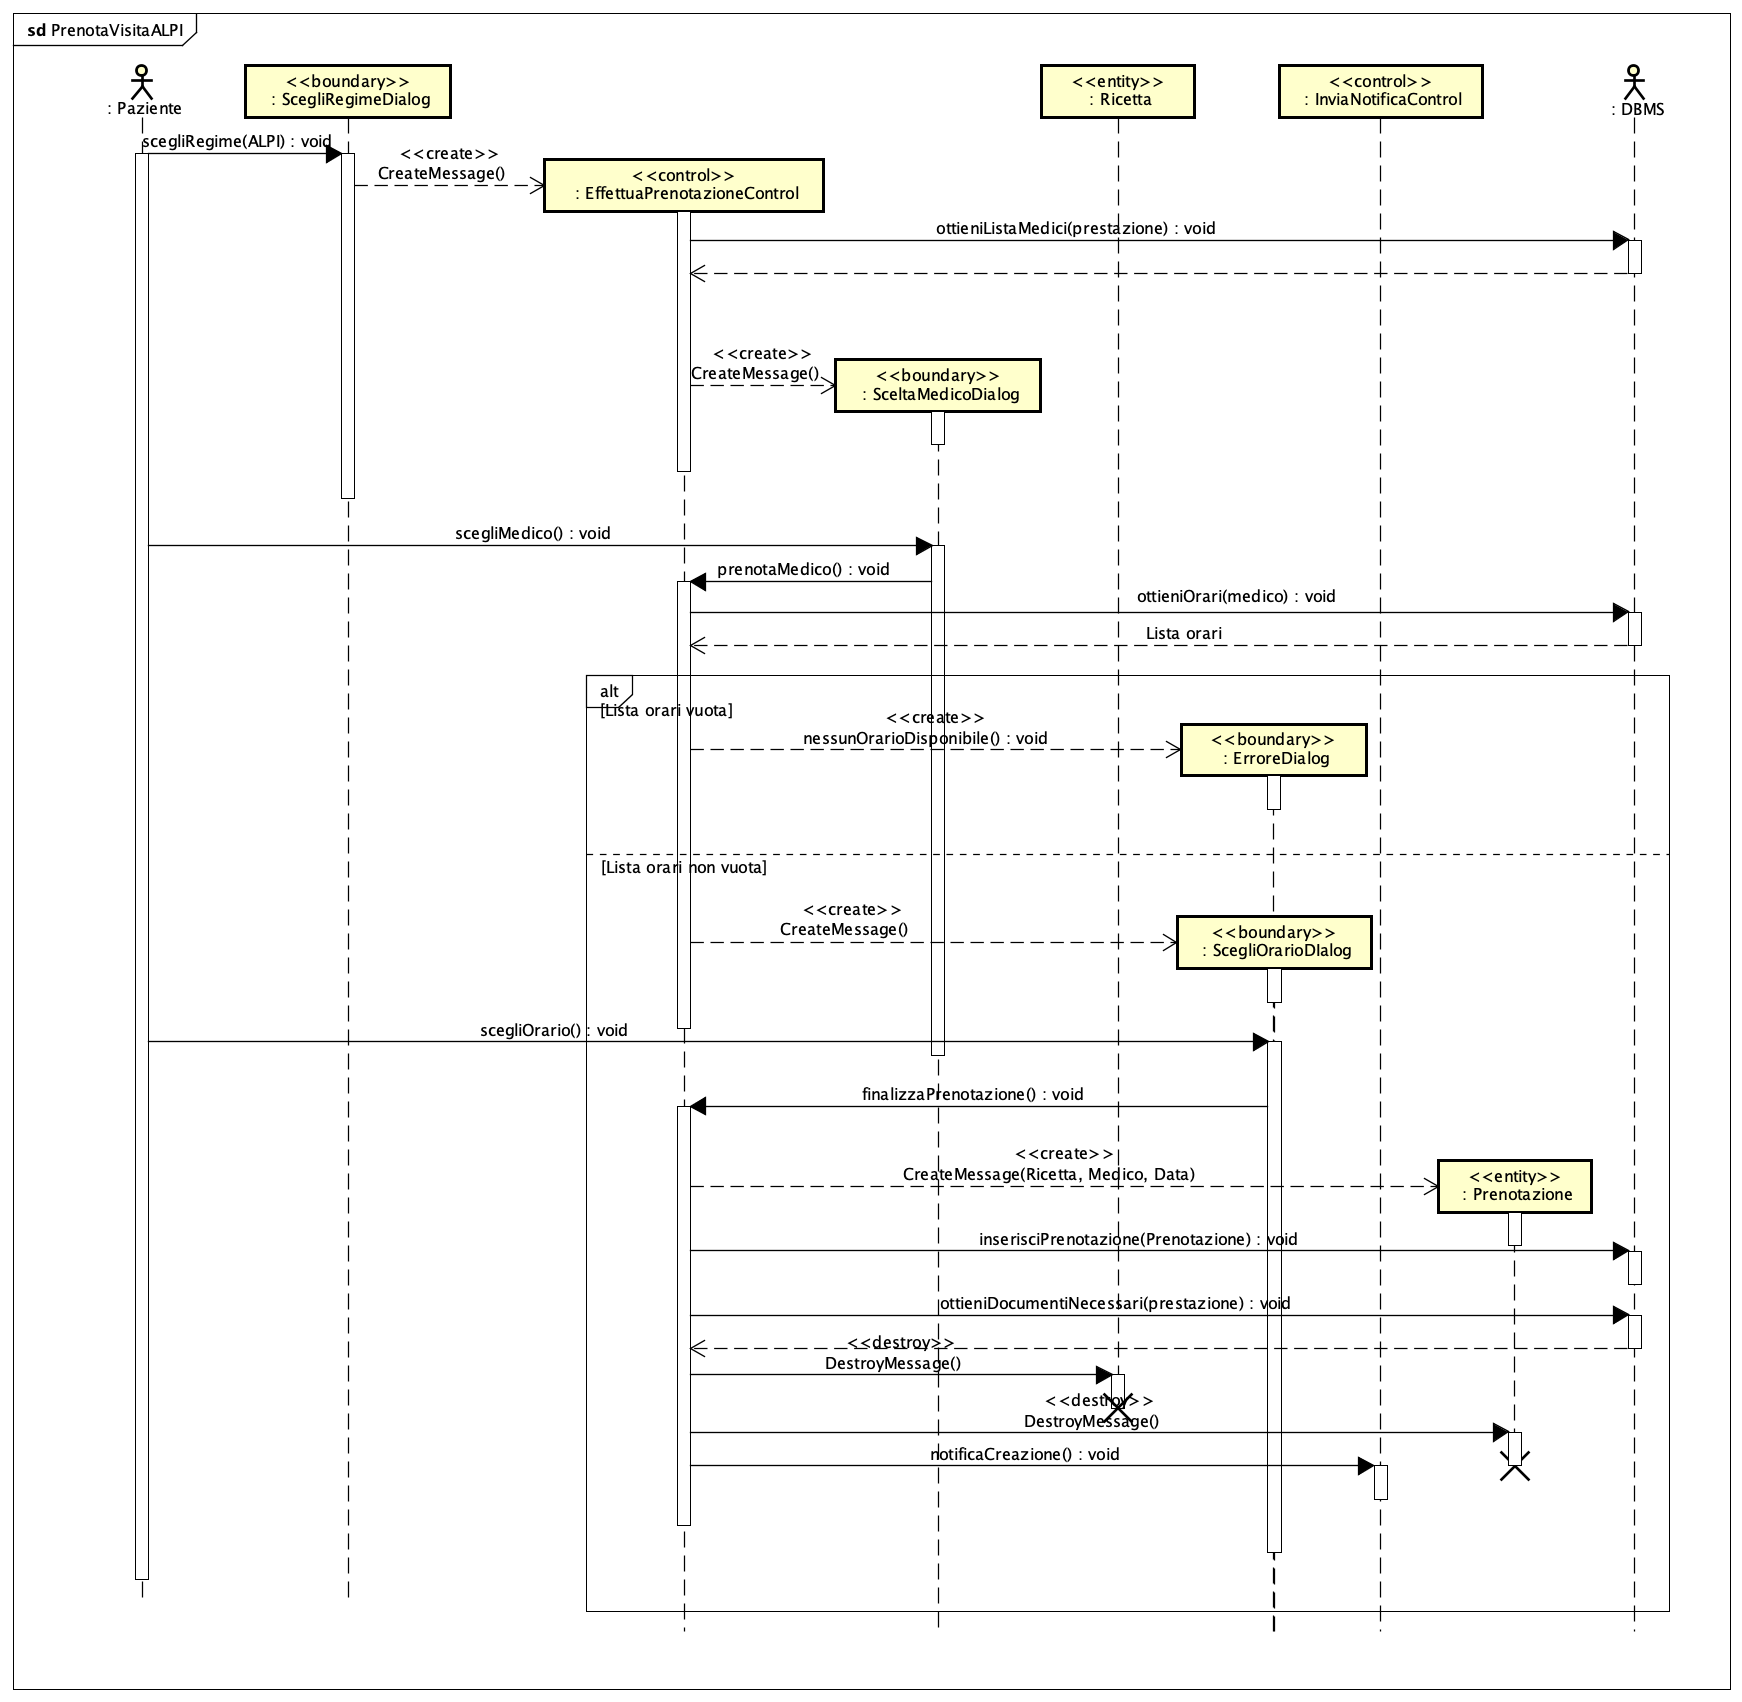 sd PrenotaVisitaALPI
: Paziente
<<boundary>>
: ScegliRegimeDialog
<<entity>>
: Ricetta
<<control>>
: InviaNotificaControl
: DBMS
scegliRegime(ALPI) : void
<<create>>
CreateMessage()
<<control>>
: EffettuaPrenotazioneControl
ottieniListaMedici(prestazione) : void
<<create>>
CreateMessage()
<<boundary>>
: SceltaMedicoDialog
scegliMedico() : void
prenotaMedico() : void
ottieniOrari(medico) : void
Lista orari
alt
[Lista orari vuota]
<<create>>
nessunOrarioDisponibile() : void
<<boundary>>
: ErroreDialog
[Lista orari non vuota]
<<create>>
CreateMessage()
<<boundary>>
: ScegliOrarioDIalog
scegliOrario() : void
finalizzaPrenotazione() : void
<<create>>
CreateMessage(Ricetta, Medico, Data)
<<entity>>
: Prenotazione
inserisciPrenotazione(Prenotazione) : void
ottieniDocumentiNecessari(prestazione) : void
<<destroy>>
DestroyMessage()
<<destroy>>
DestroyMessage()
notificaCreazione() : void